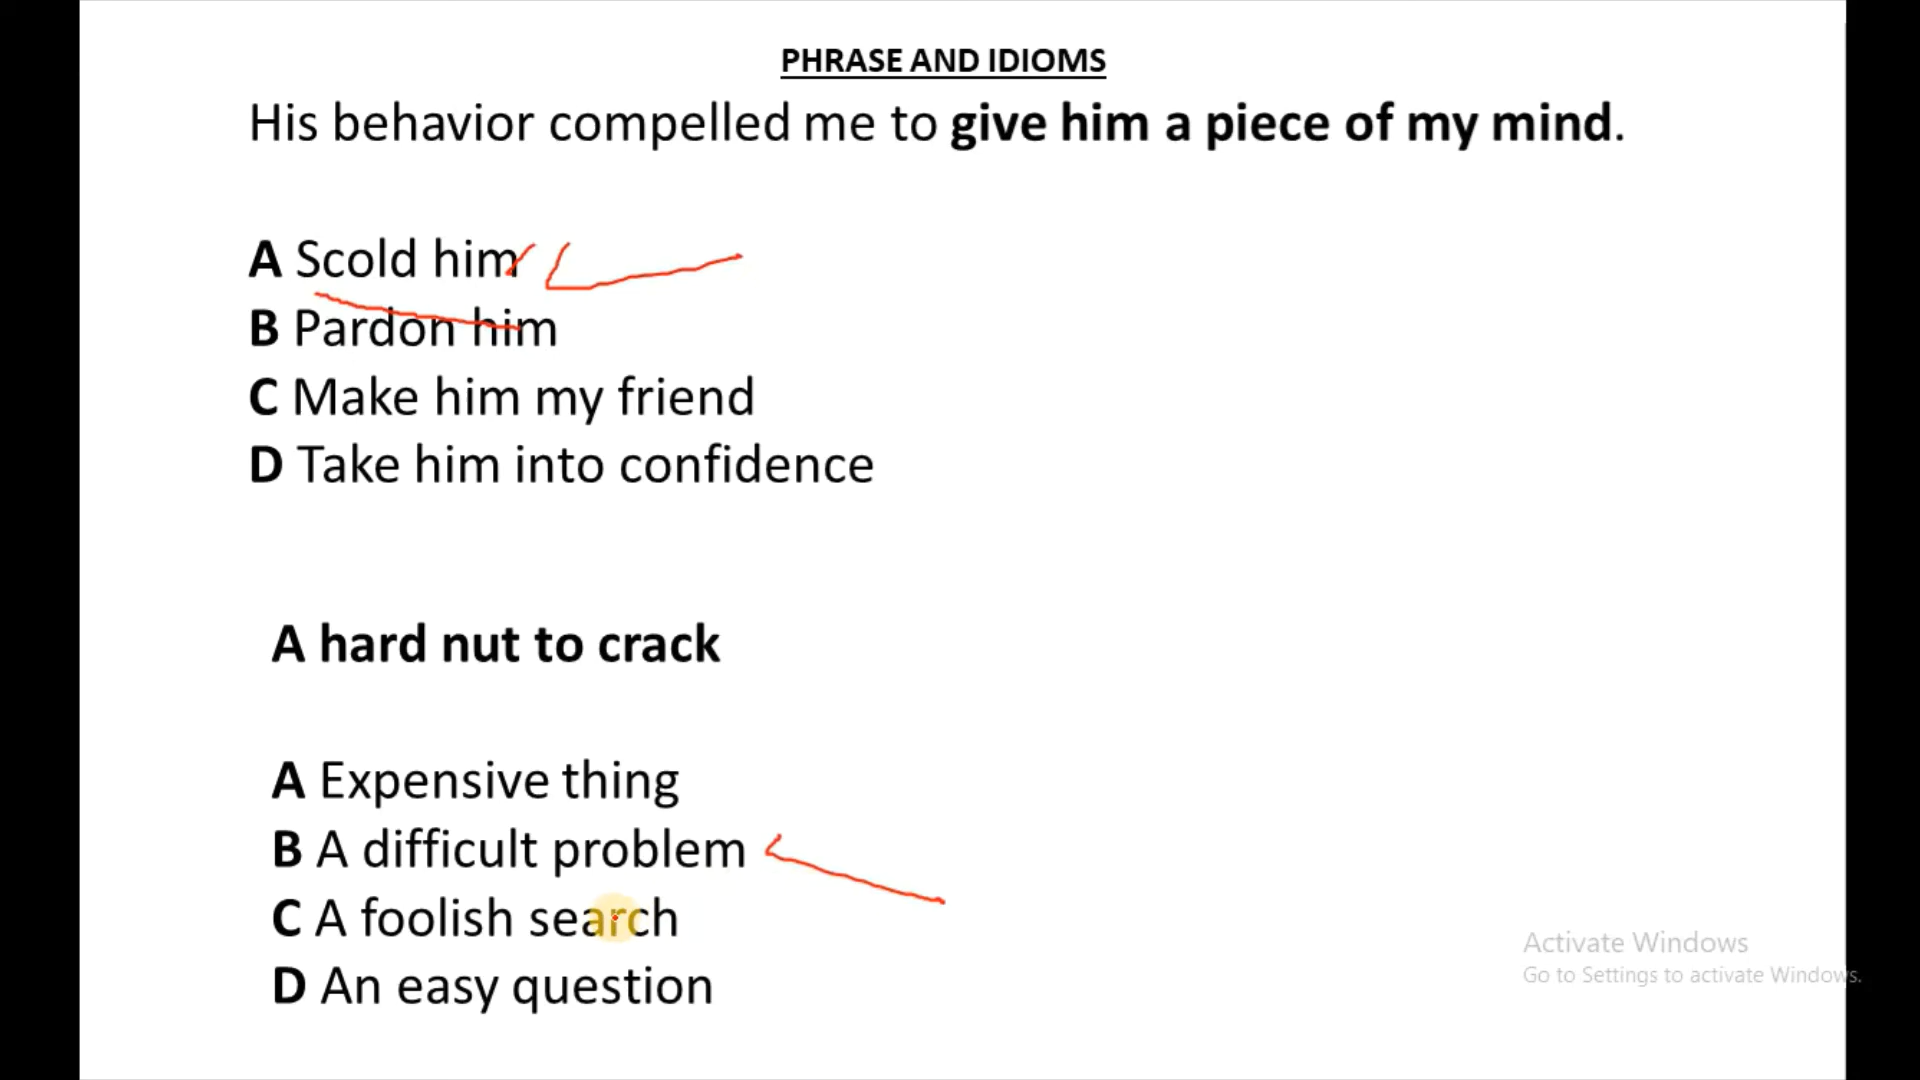 PHRASE AND IDIOMS
His behavior compelled me to give him a piece of my mind.
A Scold him
B Pardon him
C Make him my friend
D Take him into confidence
A hard nut to crack
A Expensive thing
B A difficult problem
C A foolish search
D An easy question
Activate Windows
Go to Settings to activate Windows.